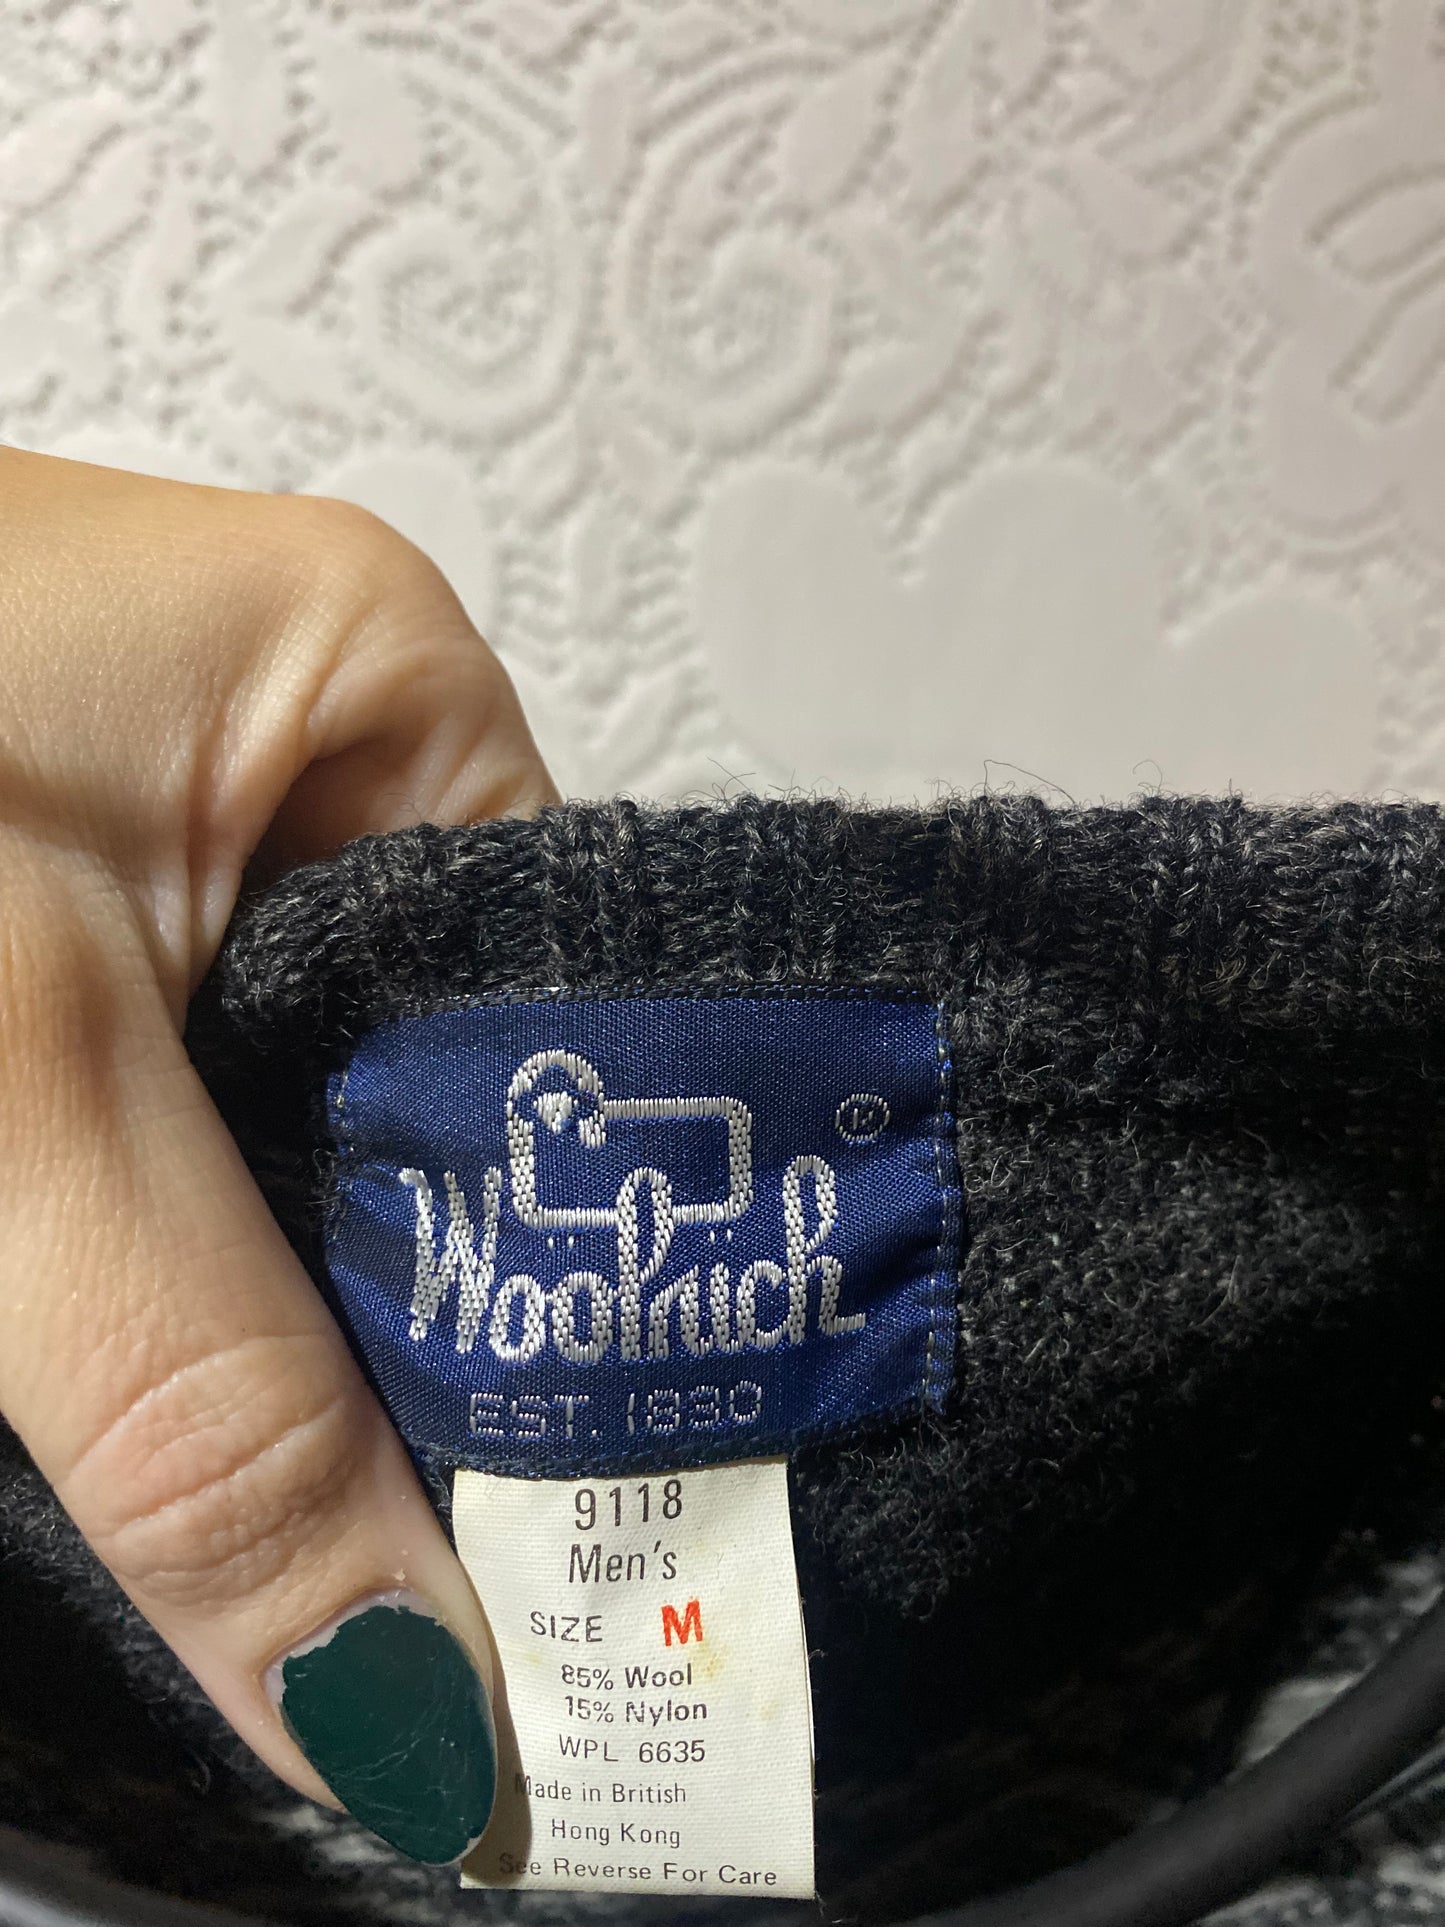 ®
Woolrich
EST. 1830
9118
Men's
SIZE M
85% Wool
15% Nylon
WPL 6635
Made in British
Hong Kong
See Reverse For Care